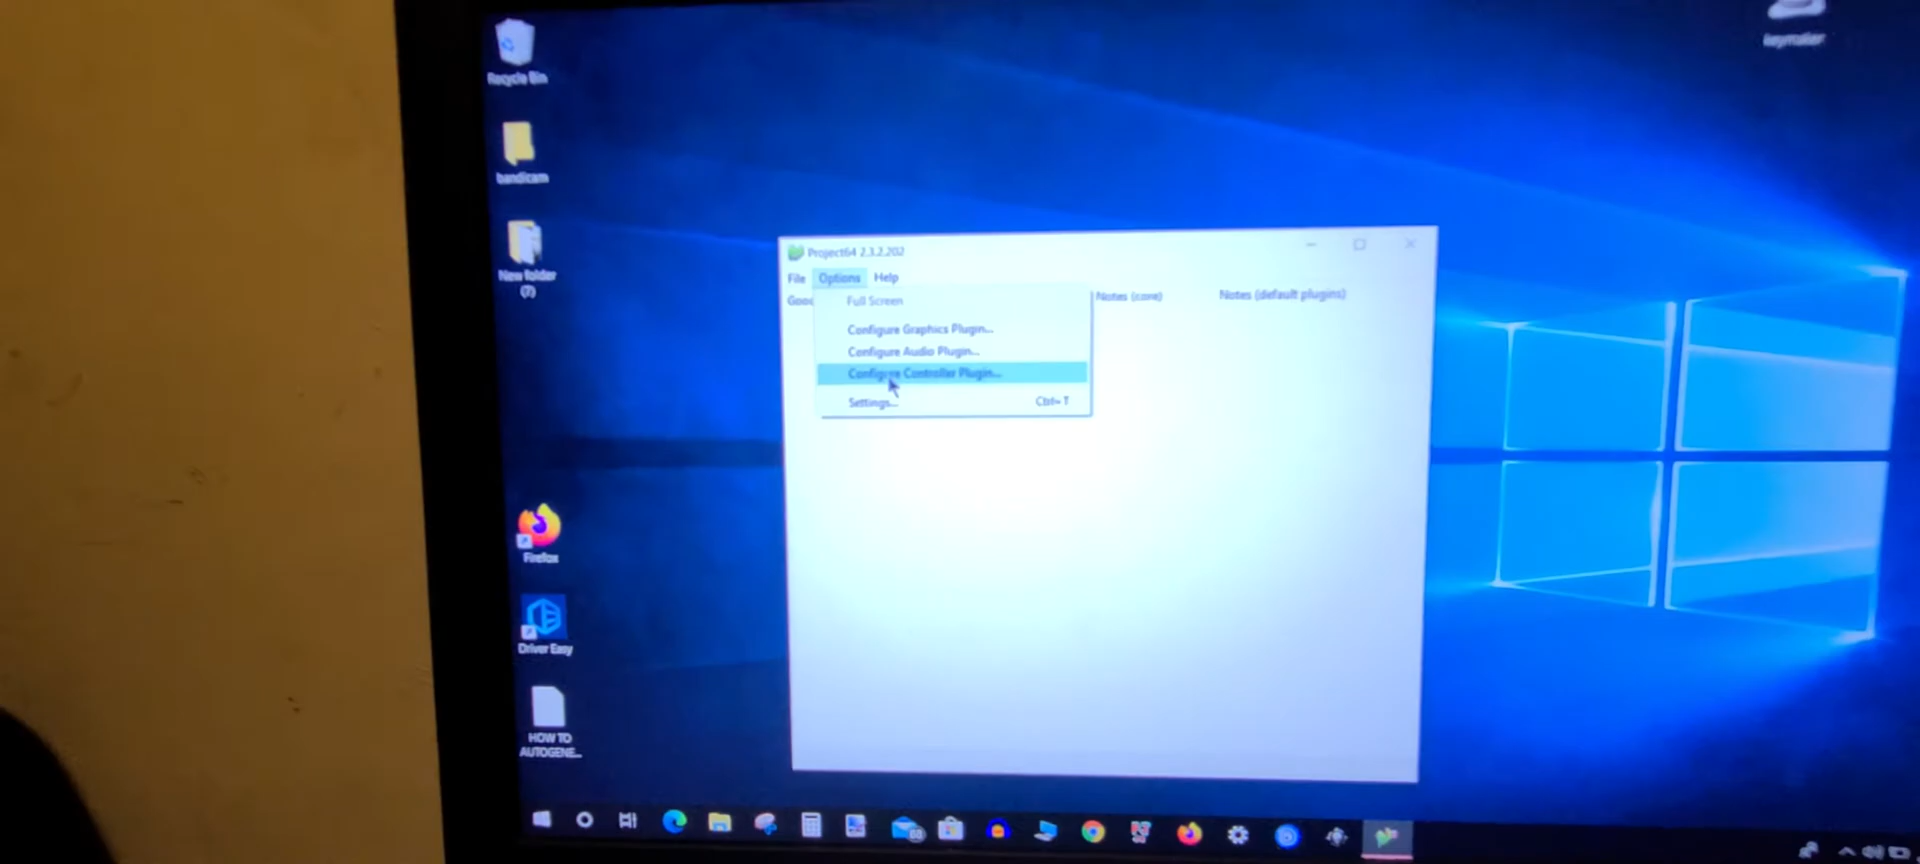 Recycle Bin
keymaker
bandicam
New folder
(7)
Project64 2.3.2.202
File Options Help
Good
Notes (core)
Notes (default plugins)
Full Screen
Configure Graphics Plugin...
Configure Audio Plugin...
Configure Controller Plugin...
Settings... Ctrl+T
Firefox
Driver Easy
HOW TO
AUTOGENE...